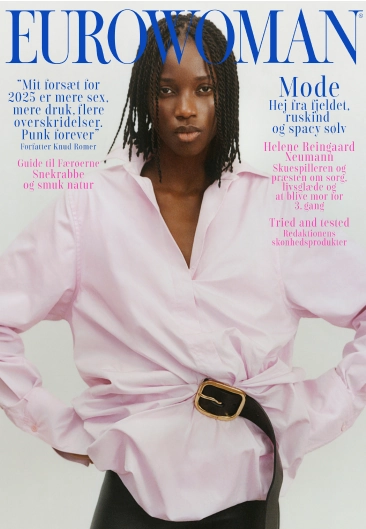 EUROWOMAN
"Mit forsæt for
2025 er mere sex,
mere druk, flere
overskridelser.
Punk forever"
Forfatter Knud Romer
Guide til Færøerne
Snekrabbe
og smuk natur
Mode
Hej fra fjeldet,
ruskind
og spacy sølv
Helene Reingaard
Neumann
Skuespilleren og
præsten om sorg,
livsglæde og
at blive mor for
3. gang
Tried and tested
Redaktionens
skønhedsprodukter